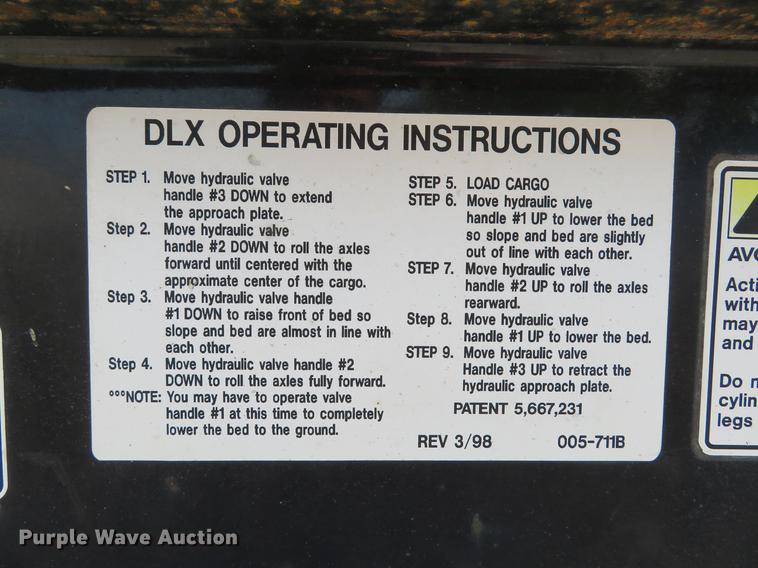 DLX OPERATING INSTRUCTIONS
STEP 1. Move hydraulic valve
handle #3 DOWN to extend
the approach plate.
Step 2. Move hydraulic valve
handle #2 DOWN to roll the axles
forward until centered with the
approximate center of the cargo.
Step 3. Move hydraulic valve handle
#1 DOWN to raise front of bed so
slope and bed are almost in line with
each other.
Step 4. Move hydraulic valve handle #2
DOWN to roll the axles fully forward.
°°°NOTE: You may have to operate valve
handle #1 at this time to completely
lower the bed to the ground.
STEP 5. LOAD CARGO
STEP 6. Move hydraulic valve
handle #1 UP to lower the bed
so slope and bed are slightly
out of line with each other.
STEP 7. Move hydraulic valve
handle #2 UP to roll the axles
rearward.
Step 8. Move hydraulic valve
handle #1 UP to lower the bed.
STEP 9. Move hydraulic valve
Handle #3 UP to retract the
hydraulic approach plate.
PATENT 5,667,231
REV 3/98 005-711B
with
may
and
Do
legs
Purple Wave Auction